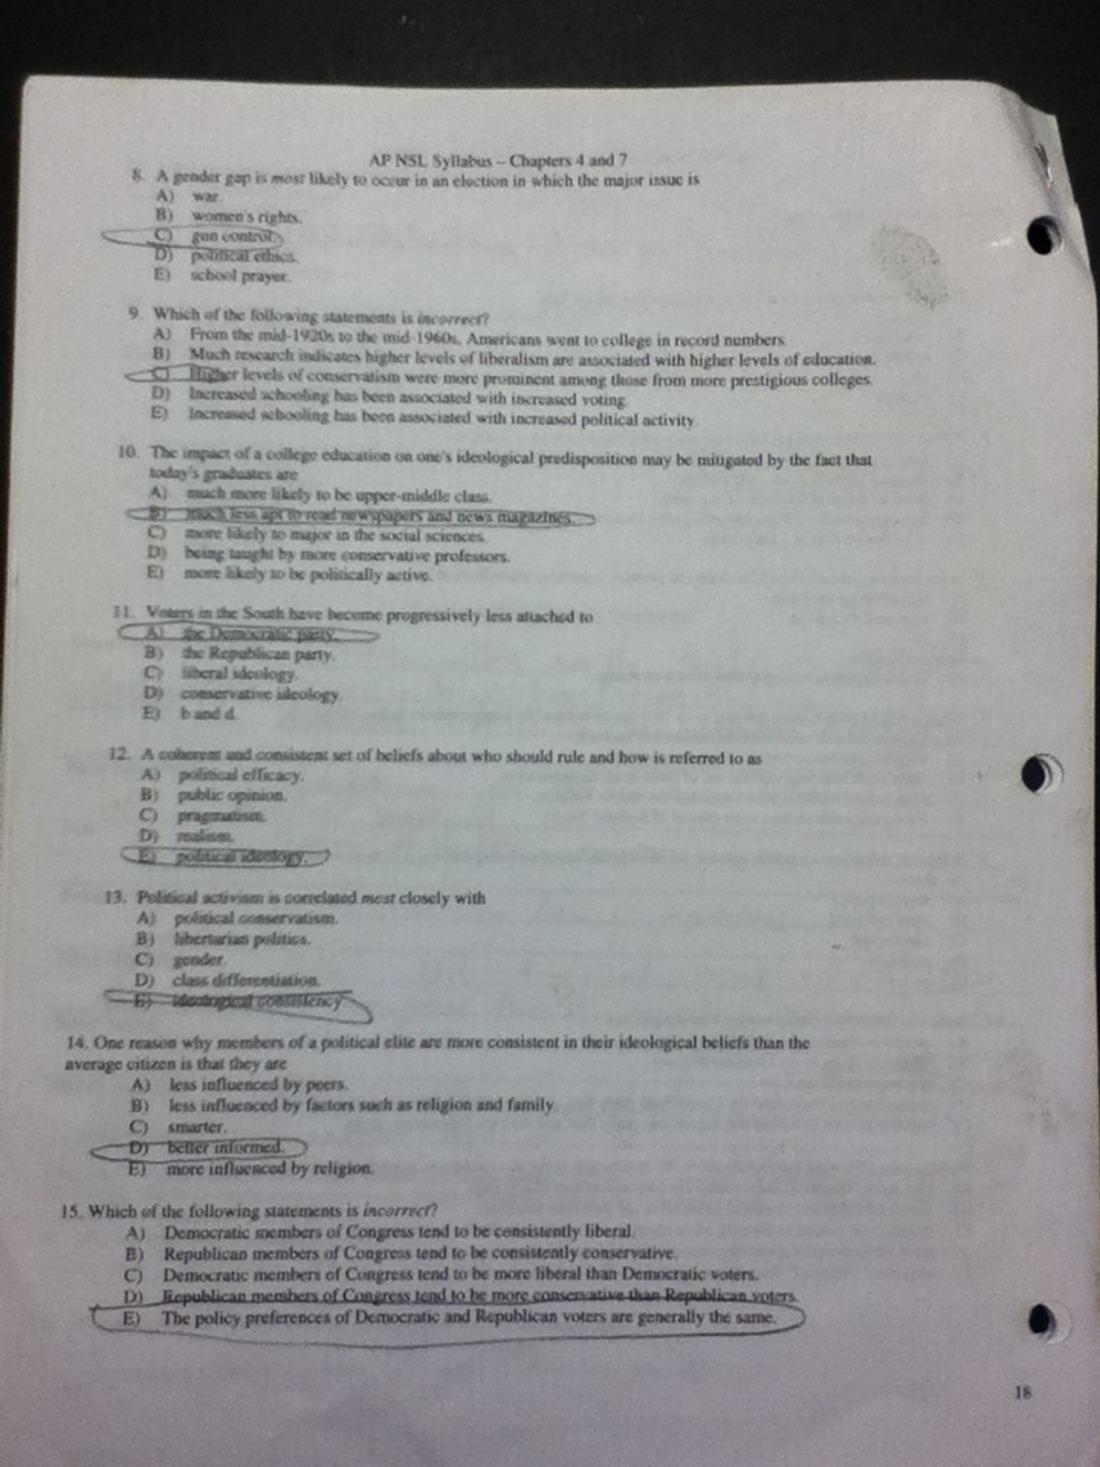 AP NSL Syllabus – Chapters 4 and 7
8. A gender gap is most likely to occur in an election in which the major issue is
A) war.
B) women's rights.
C) gun control.
D) political ethics.
E) school prayer.
9. Which of the following statements is incorrect?
A) From the mid-1920s to the mid-1960s, Americans went to college in record numbers.
B) Much research indicates higher levels of liberalism are associated with higher levels of education.
C) Higher levels of conservatism were more prominent among those from more prestigious colleges.
D) Increased schooling has been associated with increased voting.
E) Increased schooling has been associated with increased political activity.
10. The impact of a college education on one's ideological predisposition may be mitigated by the fact that
today's graduates are
A) much more likely to be upper-middle class.
B) much less apt to read newspapers and news magazines.
C) more likely to major in the social sciences.
D) being taught by more conservative professors.
E) more likely to be politically active.
11. Voters in the South have become progressively less attached to
A) the Democratic party.
B) the Republican party.
C) liberal ideology.
D) conservative ideology.
E) b and d.
12. A coherent and consistent set of beliefs about who should rule and how is referred to as
A) political efficacy.
B) public opinion.
C) pragmatism.
D) realism.
E) political ideology.
13. Political activism is correlated most closely with
A) political conservatism.
B) libertarian politics.
C) gender.
D) class differentiation.
E) ideological consistency
14. One reason why members of a political elite are more consistent in their ideological beliefs than the
average citizen is that they are
A) less influenced by peers.
B) less influenced by factors such as religion and family.
C) smarter.
D) better informed.
E) more influenced by religion.
15. Which of the following statements is incorrect?
A) Democratic members of Congress tend to be consistently liberal.
B) Republican members of Congress tend to be consistently conservative.
C) Democratic members of Congress tend to be more liberal than Democratic voters.
D) Republican members of Congress tend to be more conservative than Republican voters.
E) The policy preferences of Democratic and Republican voters are generally the same.
18